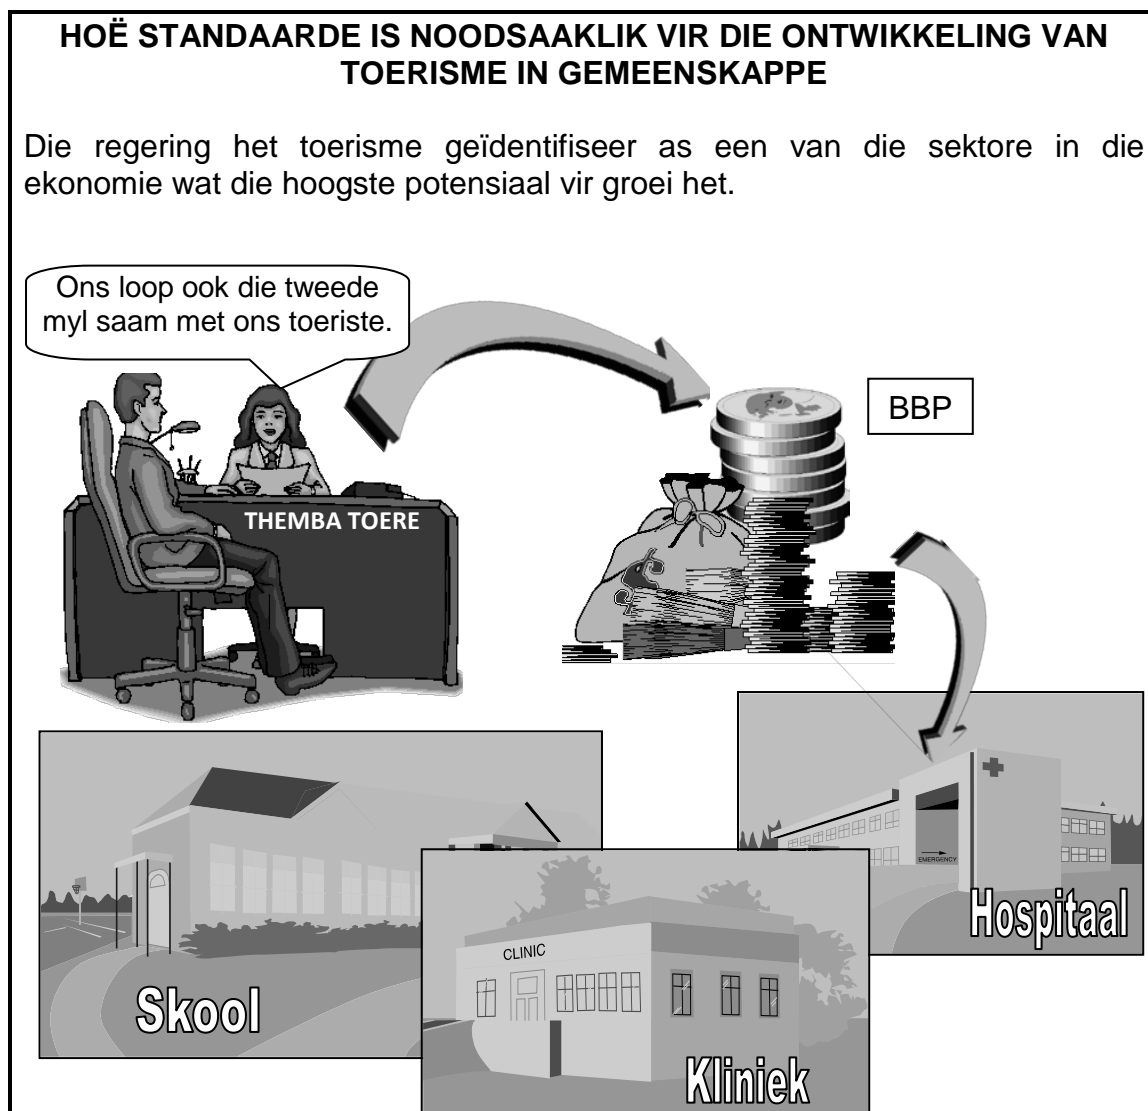 HOË STANDAARDE IS NOODSAAKLIK VIR DIE ONTWIKKELING VAN
TOERISME IN GEMEENSKAPPE
Die regering het toerisme geïdentifiseer as een van die sektore in die
ekonomie wat die hoogste potensiaal vir groei het.
Ons loop ook die tweede
myl saam met ons toeriste.
BBP
THEMBA TOERE
EMERGENCY
Hospitaal
CLINIC
Skool
Kliniek